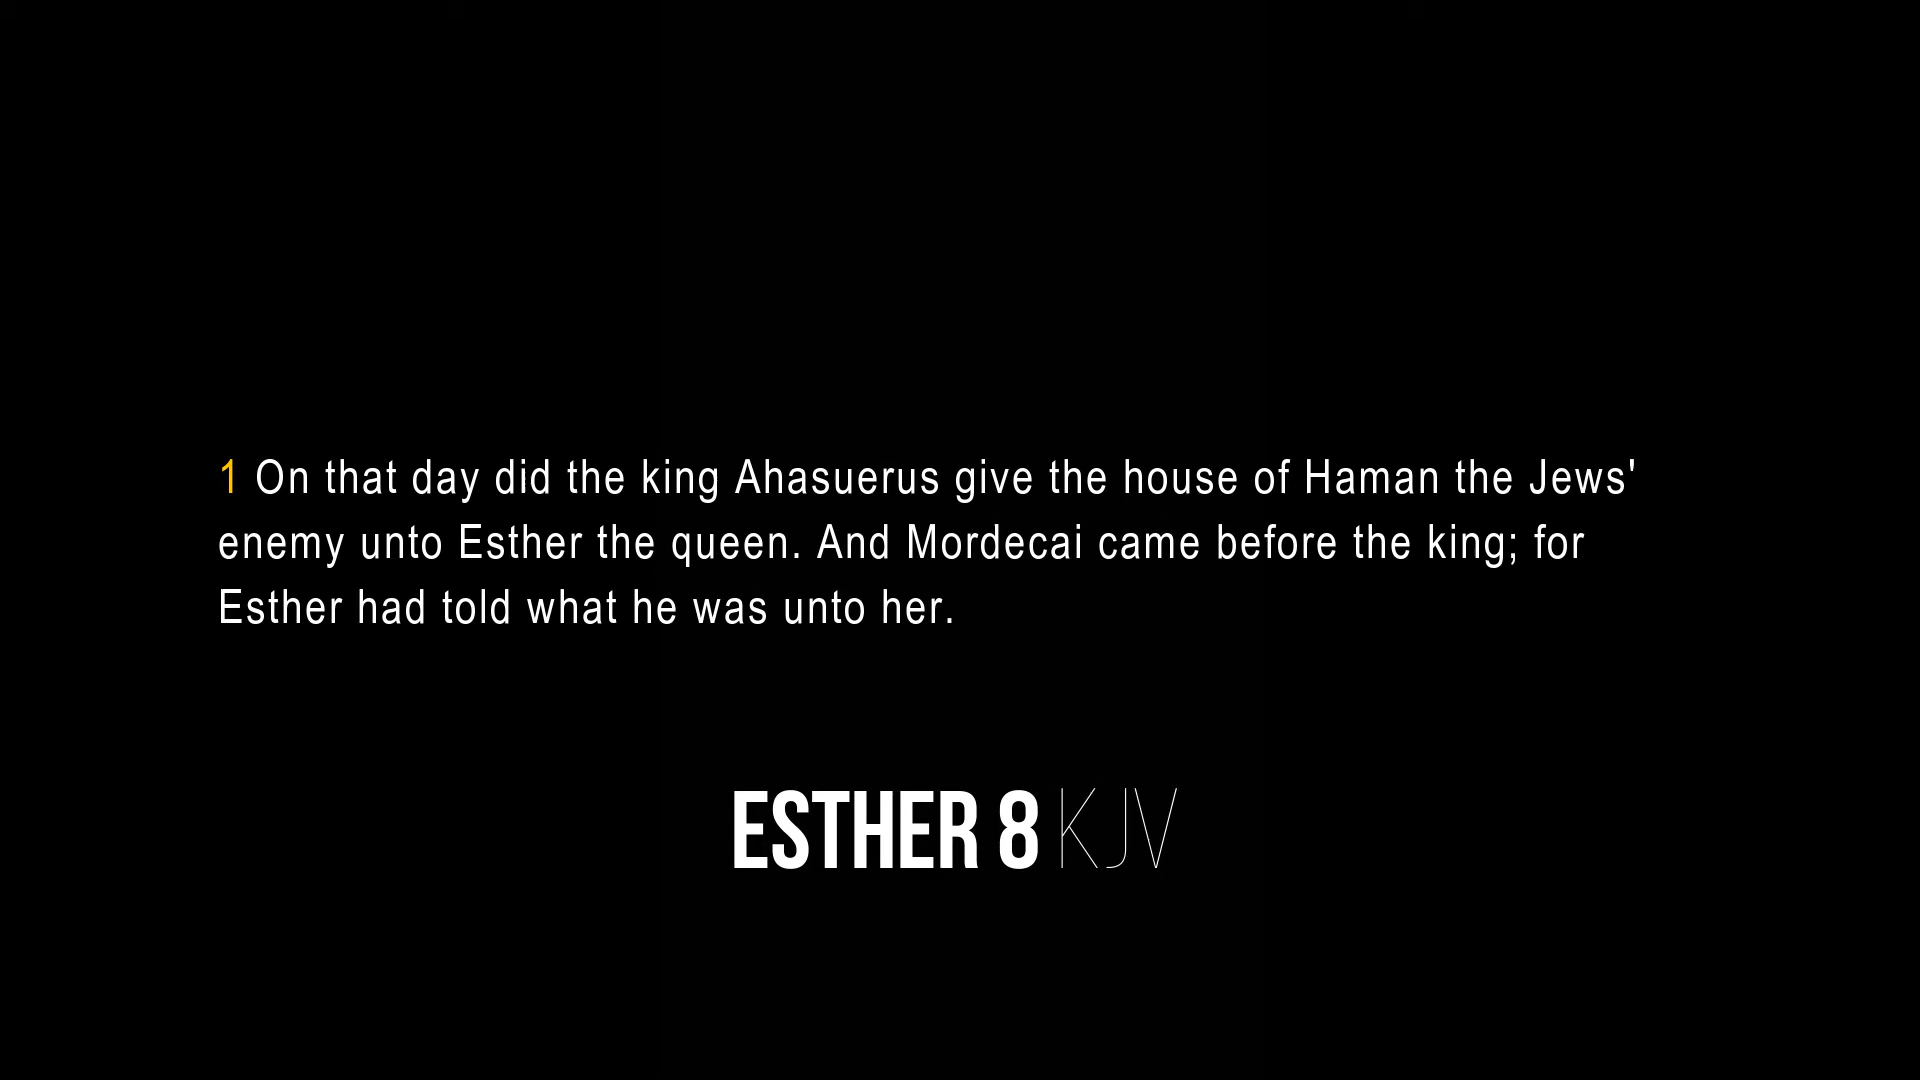 1 On that day did the king Ahasuerus give the house of Haman the Jews'
enemy unto Esther the queen. And Mordecai came before the king; for
Esther had told what he was unto her.
ESTHER 8 KJV